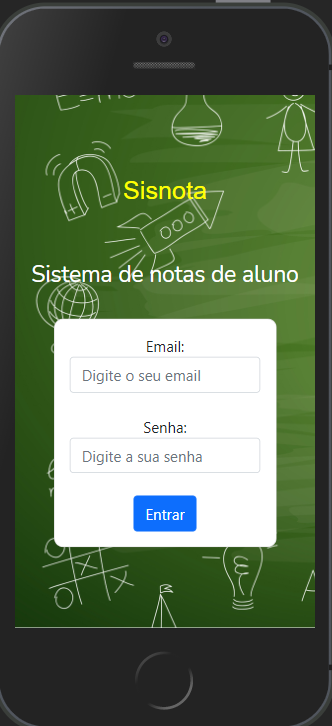 Sisnota
Sistema de notas de aluno
Email:
Digite o seu email
Senha:
Digite a sua senha
Entrar